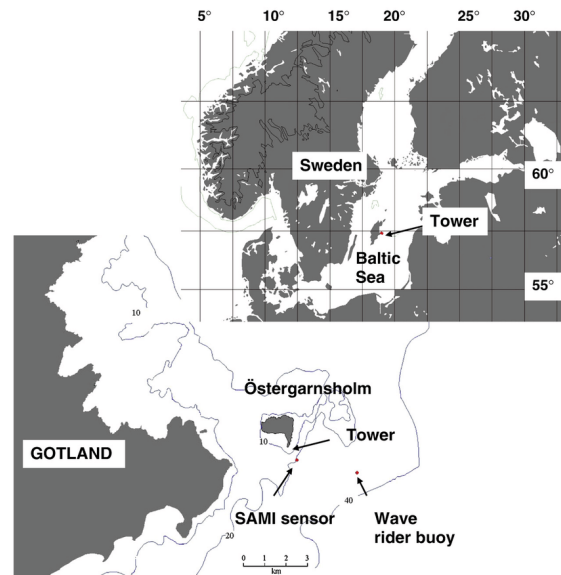 5° 10° 15° 20° 25° 30°
Sweden
60°
Tower
Baltic
Sea
55°
10
Östergarnsholm
Tower
10
GOTLAND
40
SAMI sensor
Wave
rider buoy
20
0 1 2 3
km